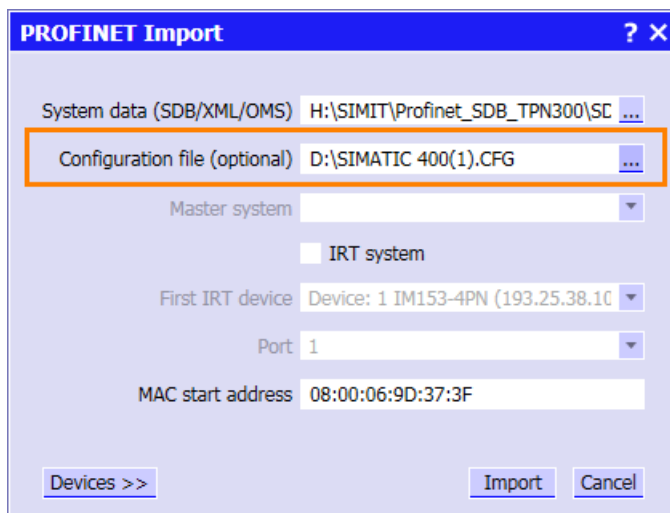 PROFINET Import ? ×
System data (SDB/XML/OMS) H:\SIMIT\Profinet_SDB_TPN300\SD ...
Configuration file (optional) D:\SIMATIC 400(1).CFG ...
Master system
IRT system
First IRT device Device: 1 IM153-4PN (193.25.38.10
Port 1
MAC start address 08:00:06:9D:37:3F
Devices >> Import Cancel